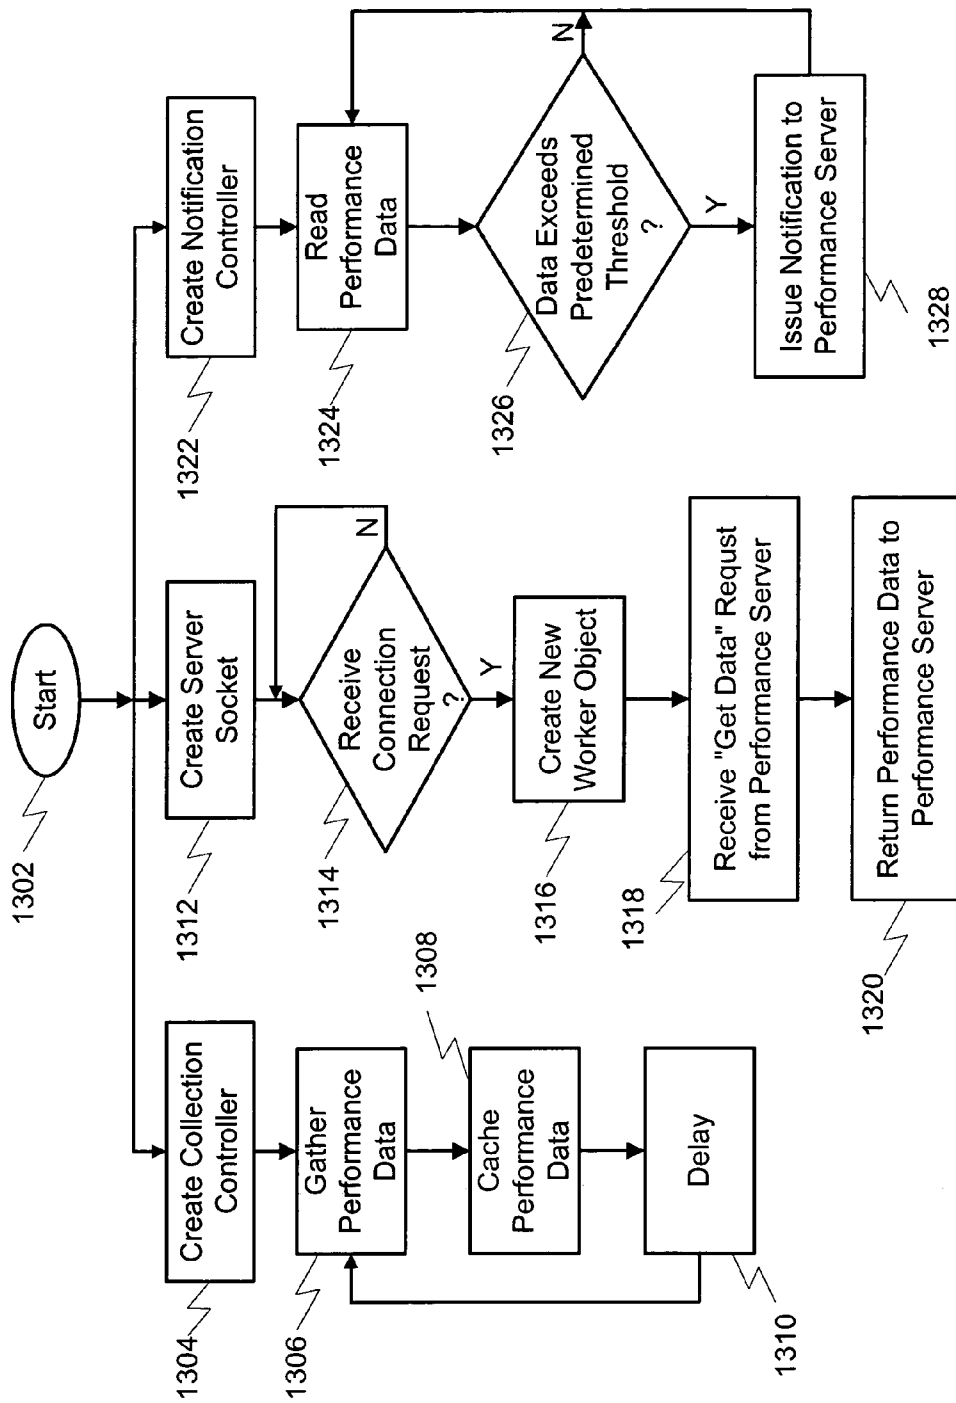 Start
1302
Create Collection
Controller
1304
Gather
Performance
Data
1306
Cache
Performance
Data
1308
Delay
1310
Create Server
Socket
1312
Receive
Connection
Request
?
N
Y
1314
Create New
Worker Object
1316
Receive "Get Data" Requst
from Performance Server
1318
Return Performance Data to
Performance Server
1320
Create Notification
Controller
1322
Read
Performance
Data
1324
Data Exceeds
Predetermined
Threshold
?
N
Y
1326
Issue Notification to
Performance Server
1328